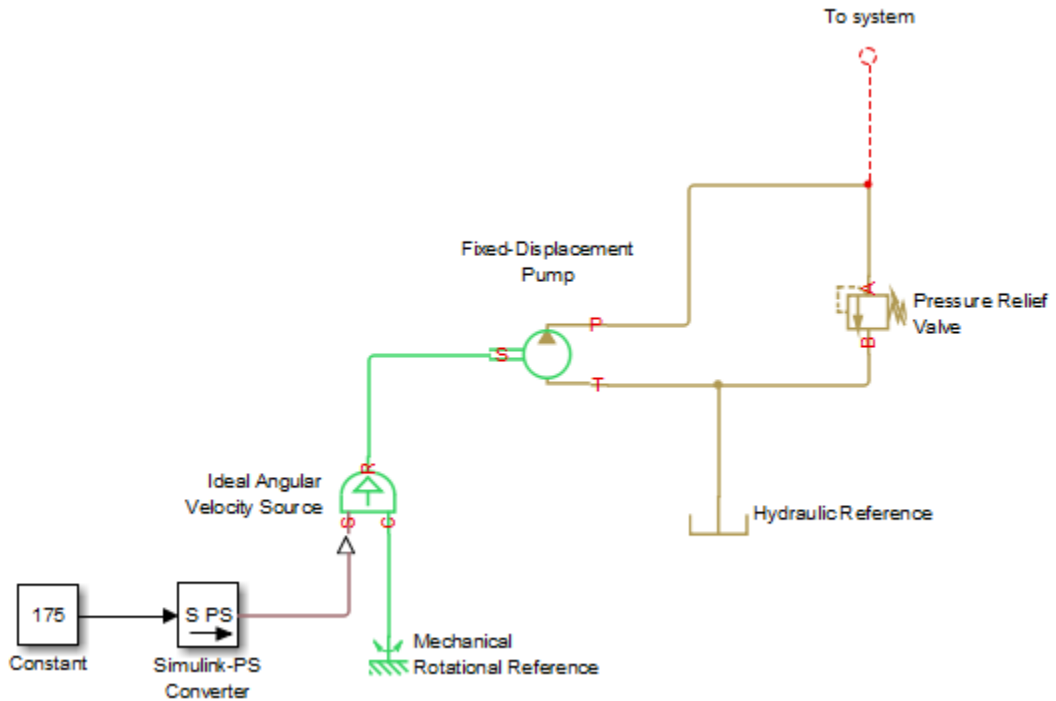 To system
Fixed-Displacement
Pump
P
S
T
A
Pressure Relief
Valve
B
Ideal Angular
Velocity Source
R
S
C
Hydraulic Reference
175
Constant
S PS
Simulink-PS
Converter
Mechanical
Rotational Reference